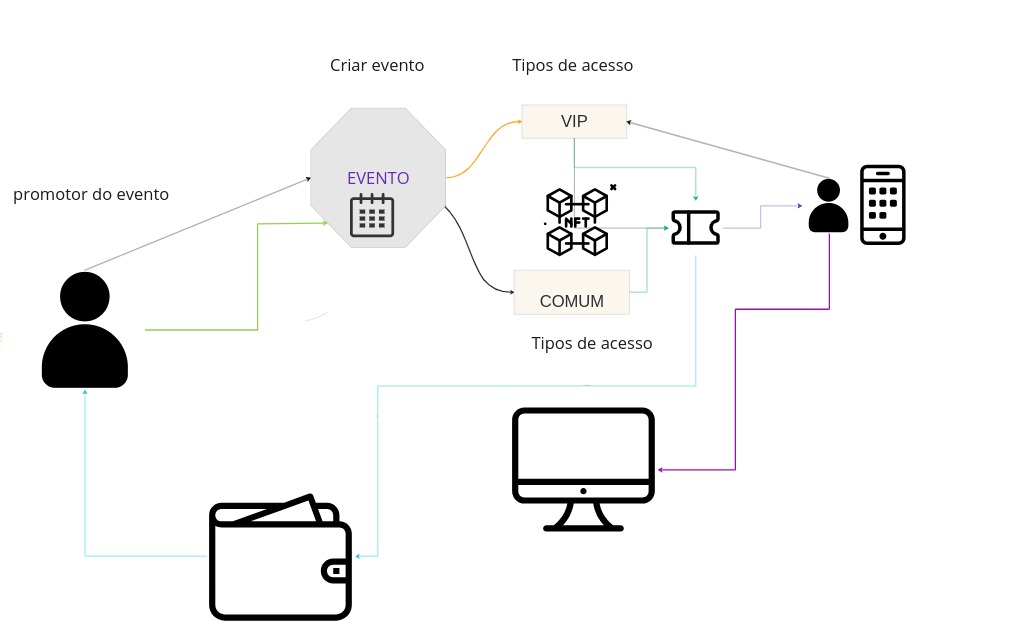 Criar evento
Tipos de acesso
VIP
EVENTO
promotor do evento
NFT
COMUM
Tipos de acesso